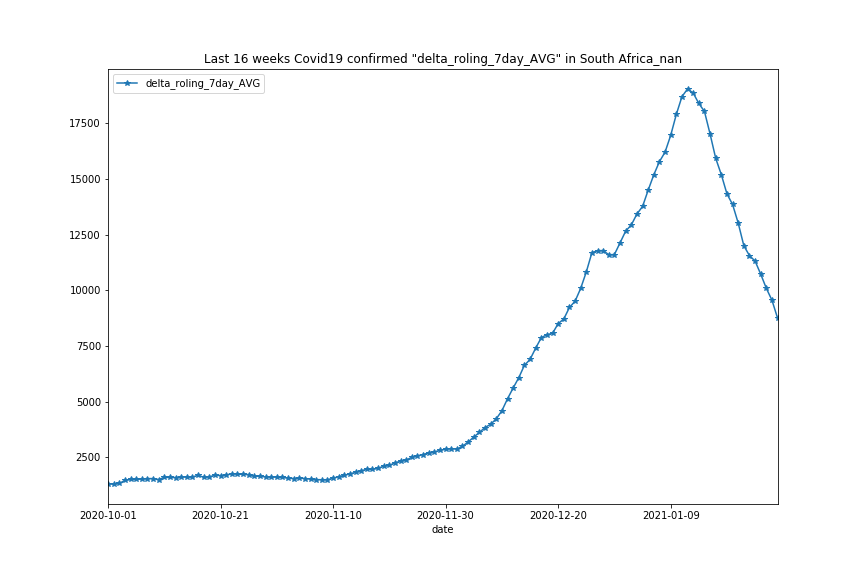 Last 16 weeks Covid19 confirmed "delta_roling_7day_AVG" in South Africa_nan
delta_roling_7day_AVG
17500
15000
12500
10000
7500
5000
2500
2020-10-01 2020-10-21 2020-11-10 2020-11-30 2020-12-20 2021-01-09
date